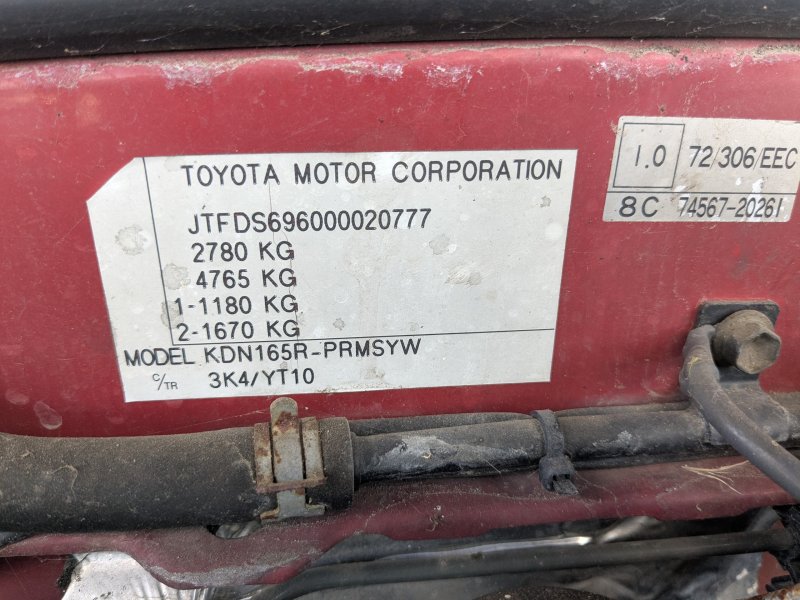 TOYOTA MOTOR CORPORATION
JTFDS696000020777
2780 KG
4765 KG
1-1180 KG
2-1670 KG
MODEL KDN165R-PRMSYW
C/TR 3K4/YT10
1.0 72/306/EEC
8C 74567-20261